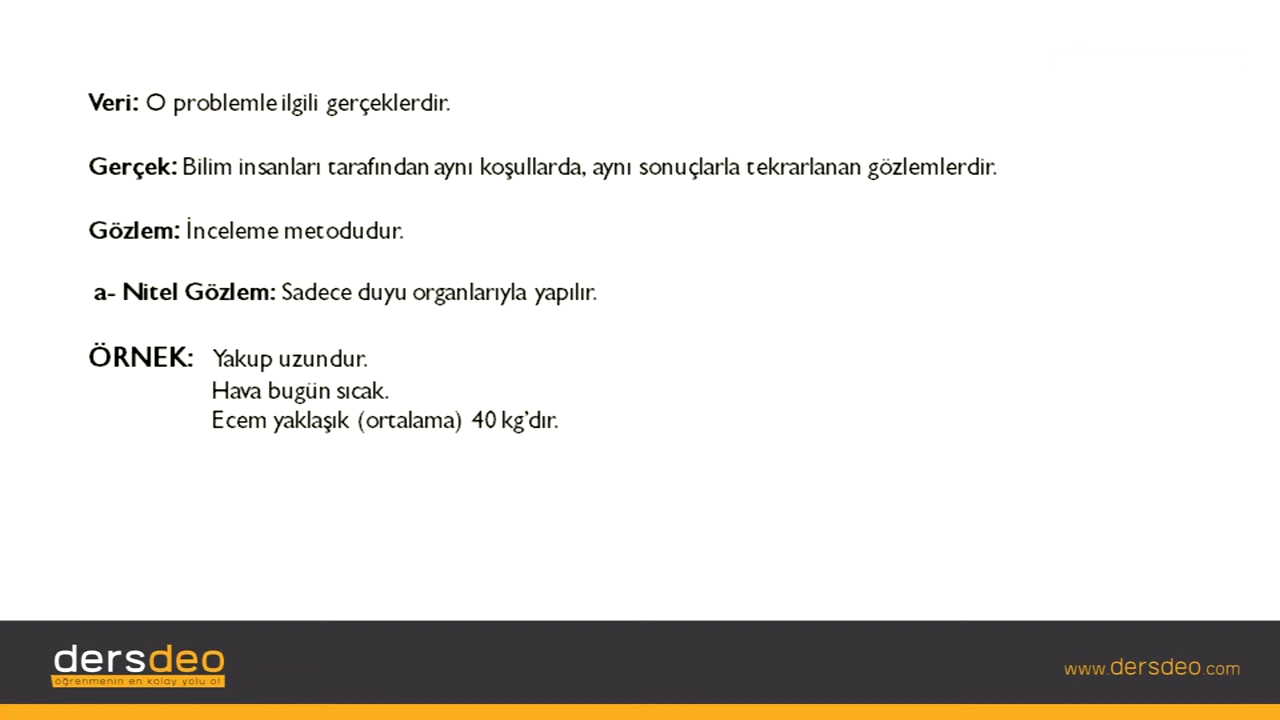 Veri: O problemle ilgili gerçeklerdir.
Gerçek: Bilim insanları tarafından aynı koşullarda, aynı sonuçlarla tekrarlanan gözlemlerdir.
Gözlem: İnceleme metodudur.
a- Nitel Gözlem: Sadece duyu organlarıyla yapılır.
ÖRNEK: Yakup uzundur.
Hava bugün sıcak.
Ecem yaklaşık (ortalama) 40 kg’dır.
dersdeo
öğrenmenin en kolay yolu o!
www.dersdeo.com